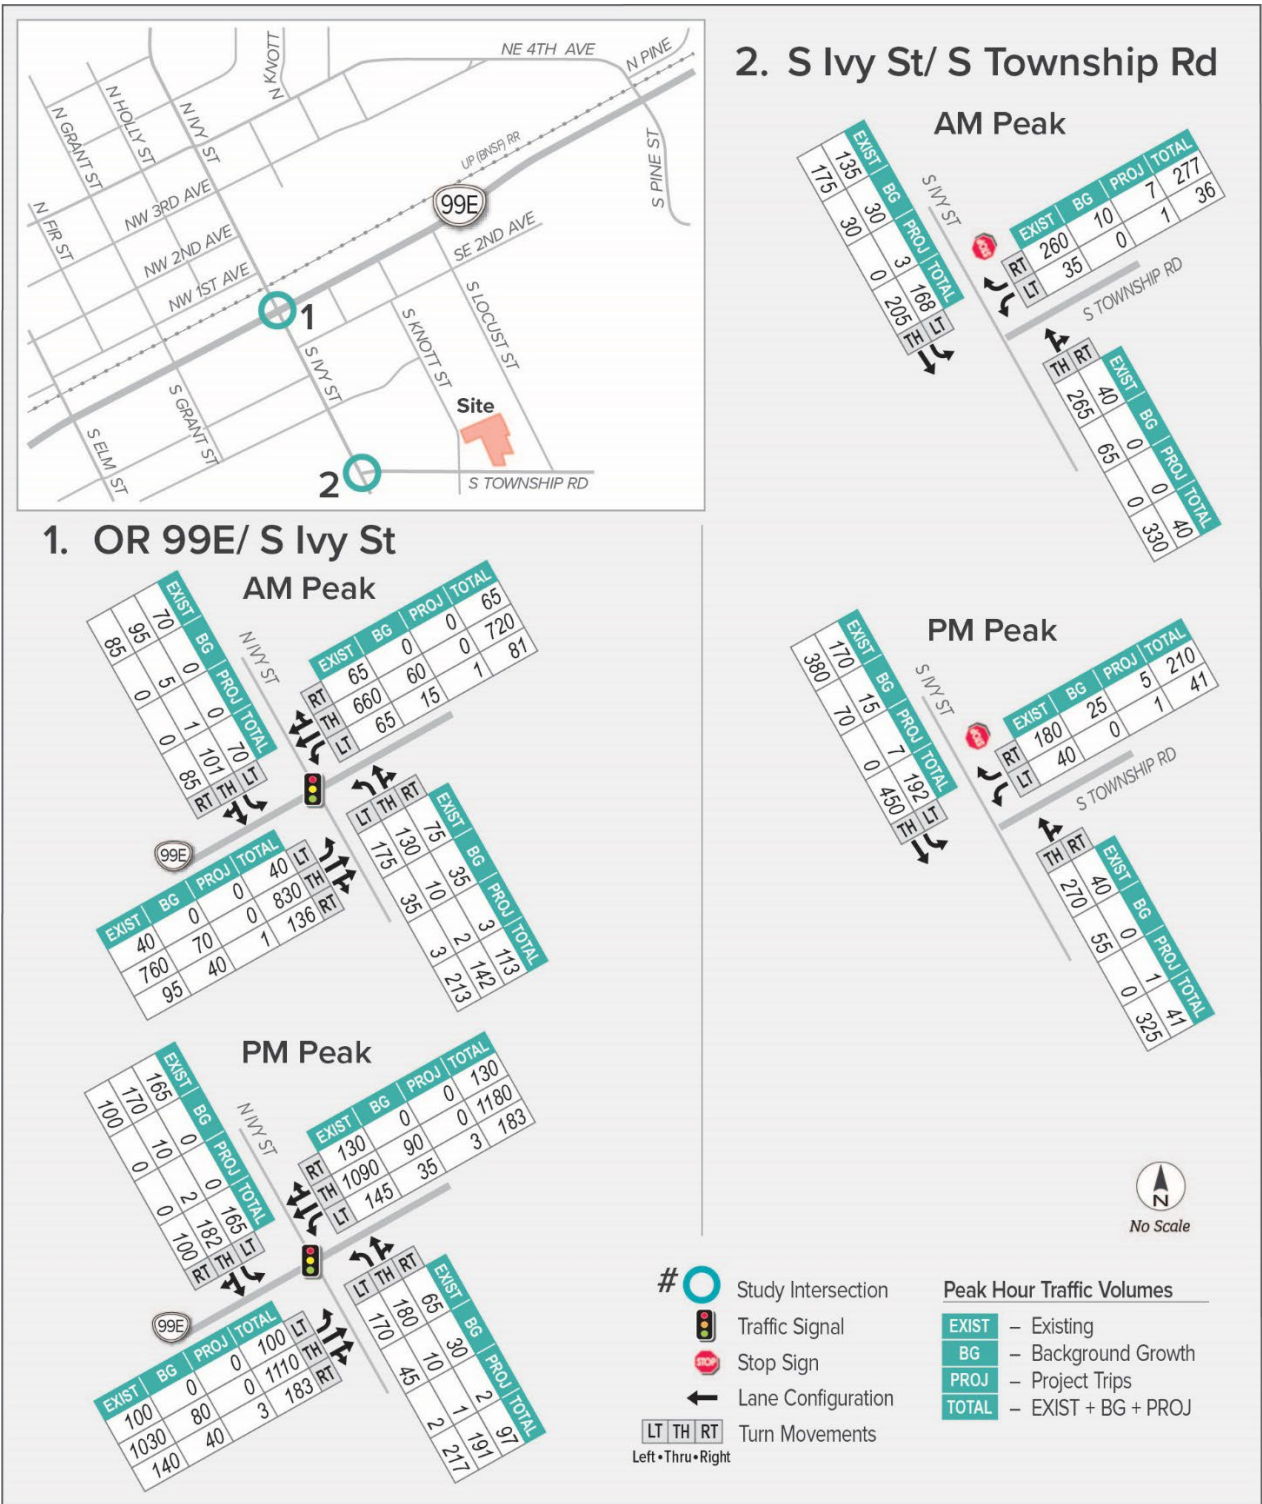 NE 4TH AVE
N PINE
N KNOTT
N GRANT ST
N HOLLY ST
N IVY ST
UP (BNSF) RR
S PINE ST
99E
NW 3RD AVE
N FIR ST
NW 2ND AVE
SE 2ND AVE
NW 1ST AVE
1
S LOCUST ST
S KNOTT ST
S IVY ST
S GRANT ST
Site
S ELM ST
2
S TOWNSHIP RD
2. S Ivy St/ S Township Rd
AM Peak
EXIST BG PROJ TOTAL
135 30 3 168 LT
175 30 0 205 TH
S IVY ST
STOP
EXIST BG PROJ TOTAL
RT 260 10 7 277
LT 35 0 1 36
S TOWNSHIP RD
TH RT
EXIST BG PROJ TOTAL
40 0 0 40
265 65 0 330
PM Peak
EXIST BG PROJ TOTAL
170 15 7 192 LT
380 70 0 450 TH
S IVY ST
STOP
EXIST BG PROJ TOTAL
RT 180 25 5 210
LT 40 0 1 41
S TOWNSHIP RD
TH RT
EXIST BG PROJ TOTAL
40 0 1 41
270 55 0 325
1. OR 99E/ S Ivy St
AM Peak
EXIST BG PROJ TOTAL
70 0 0 70 LT
95 5 1 101 TH
85 0 0 85 RT
N IVY ST
EXIST BG PROJ TOTAL
RT 65 0 0 65
TH 660 60 0 720
LT 65 15 1 81
99E
EXIST BG PROJ TOTAL
40 0 0 40 LT
760 70 0 830 TH
95 40 1 136 RT
LT TH RT
EXIST BG PROJ TOTAL
75 35 3 113
130 10 2 142
175 35 3 213
PM Peak
EXIST BG PROJ TOTAL
165 0 0 165 LT
170 10 2 182 TH
100 0 0 100 RT
N IVY ST
EXIST BG PROJ TOTAL
RT 130 0 0 130
TH 1090 90 0 1180
LT 145 35 3 183
99E
EXIST BG PROJ TOTAL
100 0 0 100 LT
1030 80 0 1110 TH
140 40 3 183 RT
LT TH RT
EXIST BG PROJ TOTAL
65 30 2 97
180 10 1 191
170 45 2 217
N
No Scale
# Study Intersection
Traffic Signal
STOP Stop Sign
Lane Configuration
LT TH RT Turn Movements
Left•Thru•Right
Peak Hour Traffic Volumes
EXIST – Existing
BG – Background Growth
PROJ – Project Trips
TOTAL – EXIST + BG + PROJ